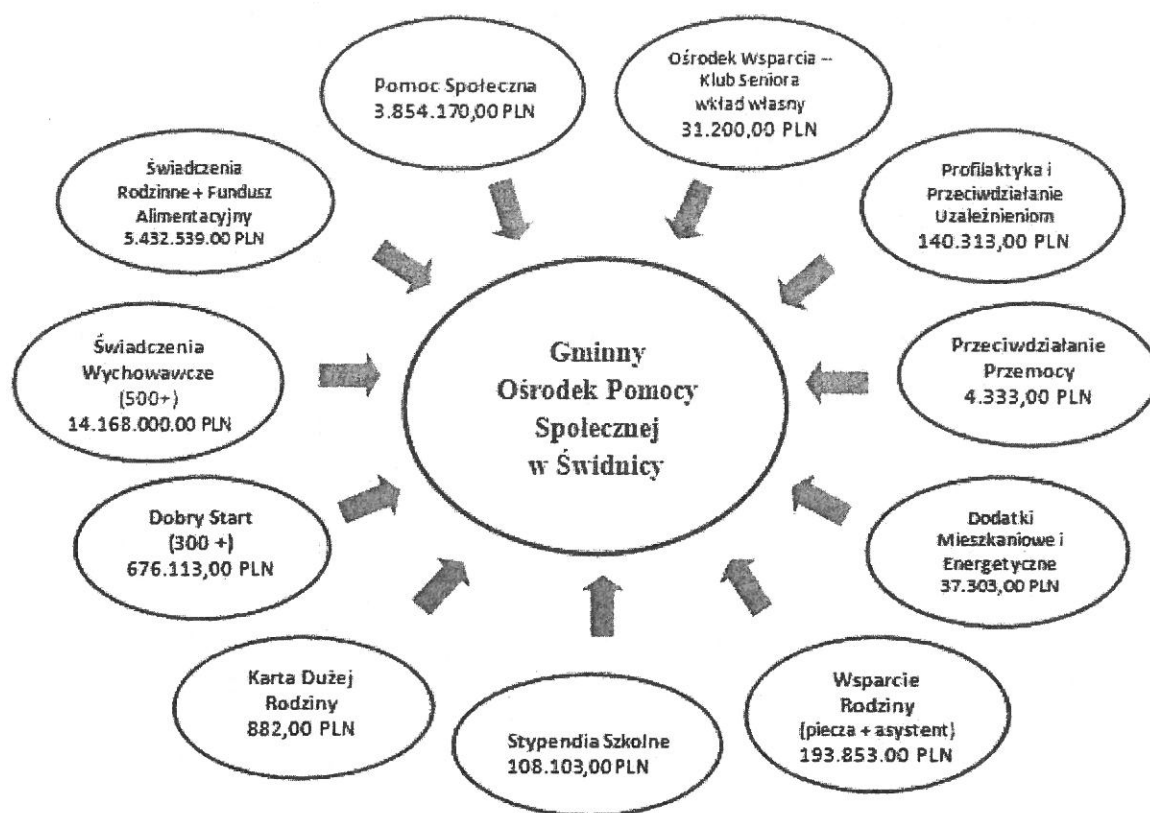 Pomoc Społeczna
3.854.170,00 PLN
Ośrodek Wsparcia –
Klub Seniora
wkład własny
31.200,00 PLN
Świadczenia
Rodzinne + Fundusz
Alimentacyjny
5.432.539.00 PLN
Profilaktyka i
Przeciwdziałanie
Uzależnieniom
140.313,00 PLN
Gminny
Ośrodek Pomocy
Społecznej
w Świdnicy
Świadczenia
Wychowawcze
(500+)
14.168.000.00 PLN
Przeciwdziałanie
Przemocy
4.333,00 PLN
Dobry Start
(300 +)
676.113,00 PLN
Dodatki
Mieszkaniowe i
Energetyczne
37.303,00 PLN
Karta Dużej
Rodziny
882,00 PLN
Stypendia Szkolne
108.103,00 PLN
Wsparcie
Rodziny
(piecza + asystent)
193.853.00 PLN